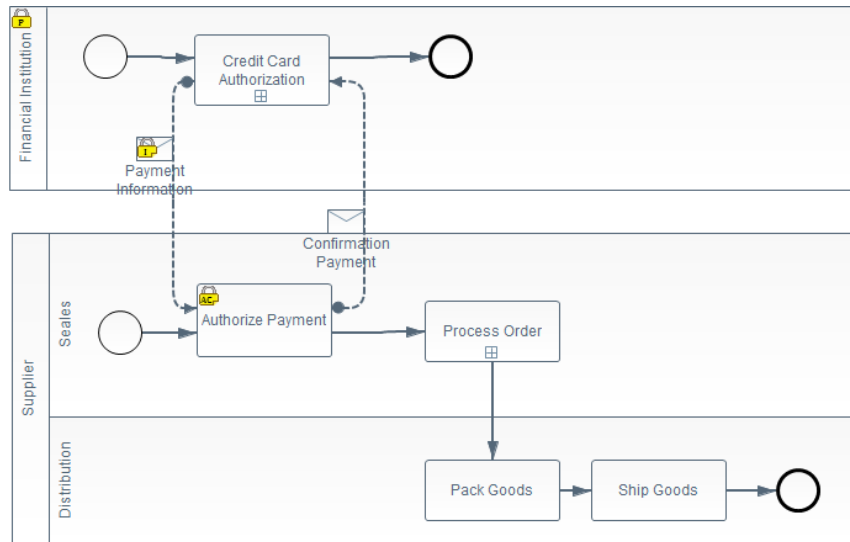 P
Financial Institution
Credit Card
Authorization
I
Payment
Information
Confirmation
Payment
Supplier
Seales
AC
Authorize Payment
Process Order
Distribution
Pack Goods
Ship Goods